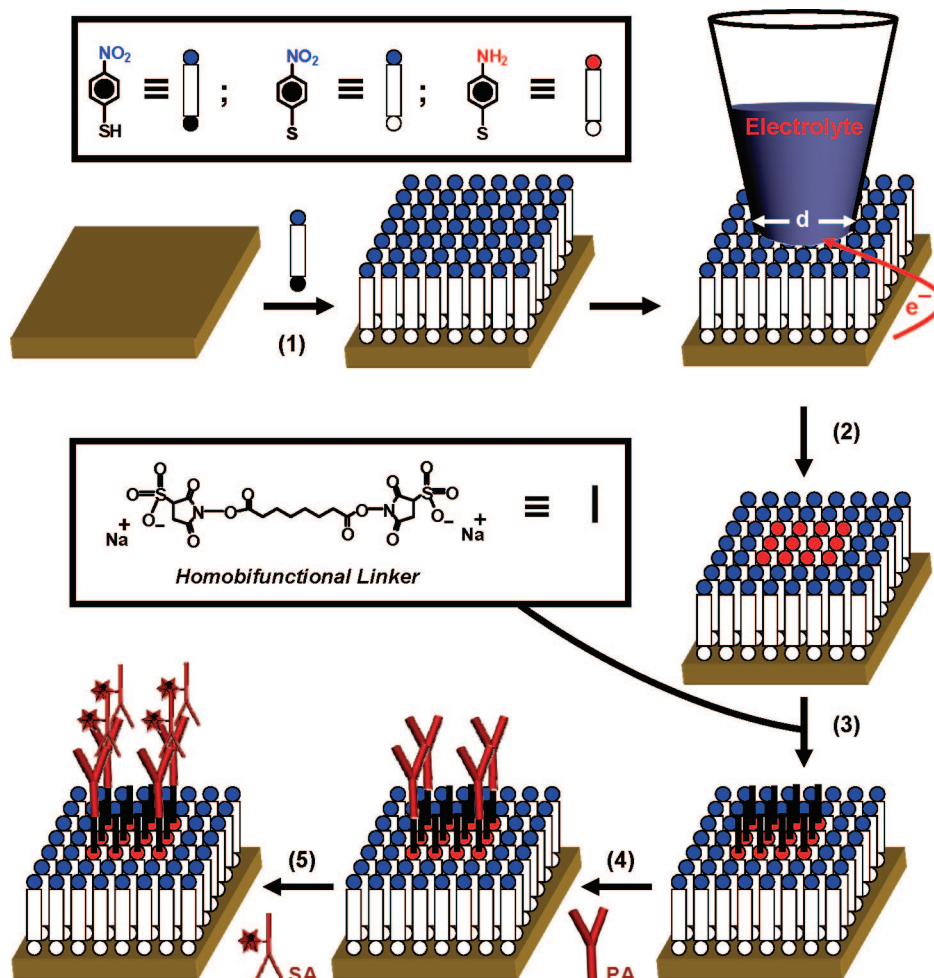 NO2 ; NO2 ; NH2
≡ ≡ ≡
SH S S
Electrolyte
d
e−
(1)
(2)
O O O O O O O O
S N O O N S
O− O O O−
Na+ Na+
≡
Homobifunctional Linker
(3)
(5) (4)
SA PA